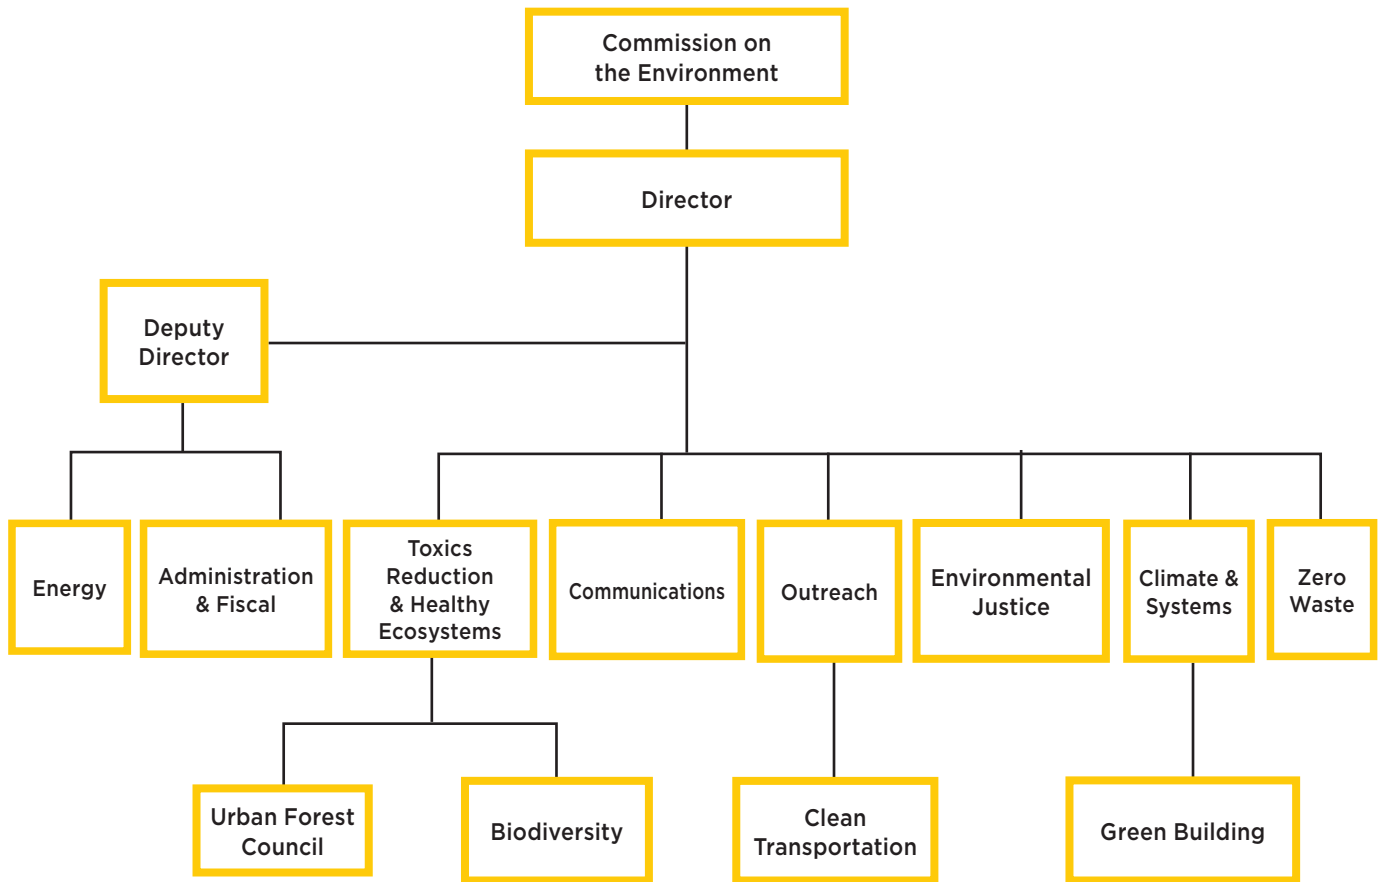 Commission on
the Environment
Director
Deputy
Director
Energy
Administration
& Fiscal
Toxics
Reduction
& Healthy
Ecosystems
Communications
Outreach
Environmental
Justice
Climate &
Systems
Zero
Waste
Urban Forest
Council
Biodiversity
Clean
Transportation
Green Building